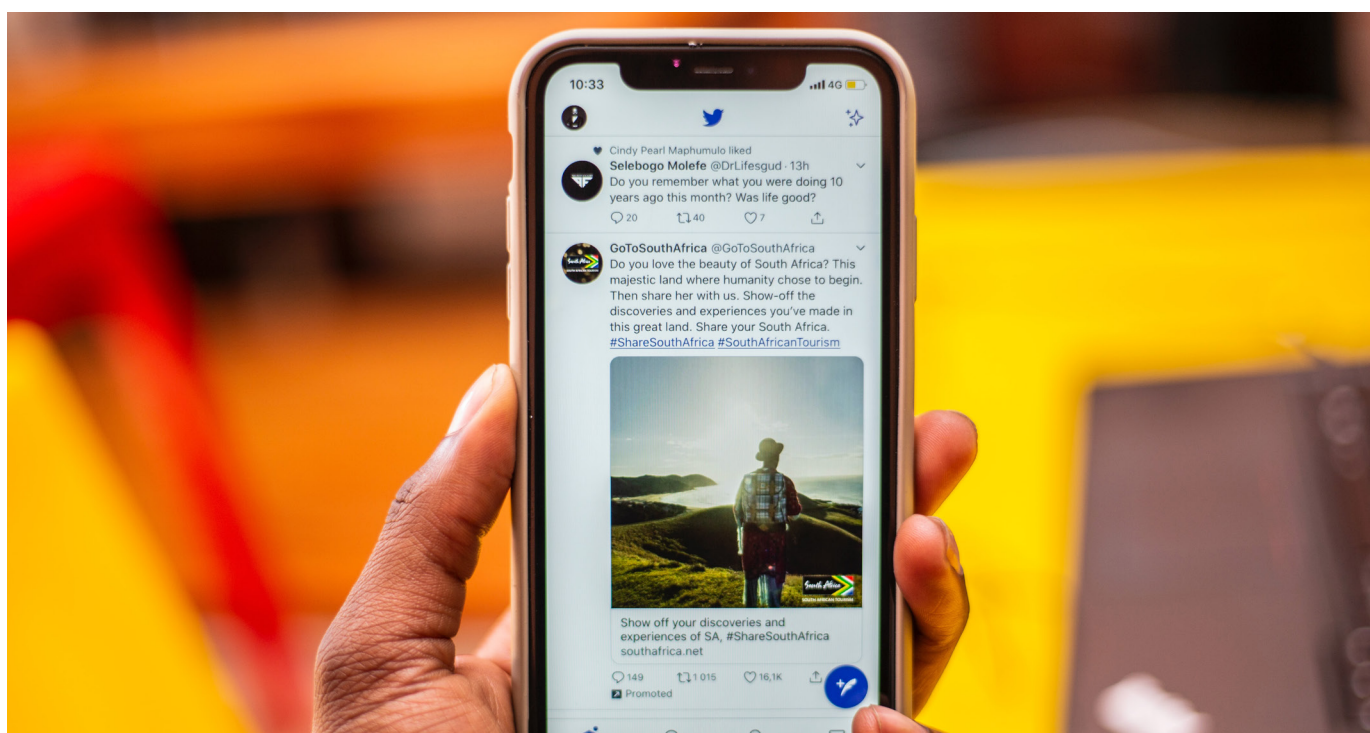 10:33
4G
Cindy Pearl Maphumulo liked
Selebogo Molefe @DrLifesgud · 13h
Do you remember what you were doing 10
years ago this month? Was life good?
20 40 7
GoToSouthAfrica @GoToSouthAfrica
Do you love the beauty of South Africa? This
majestic land where humanity chose to begin.
Then share her with us. Show-off the
discoveries and experiences you've made in
this great land. Share your South Africa.
#ShareSouthAfrica #SouthAfricanTourism
South Africa
SOUTH AFRICAN TOURISM
Show off your discoveries and
experiences of SA, #ShareSouthAfrica
southafrica.net
149 1 015 16,1K
Promoted